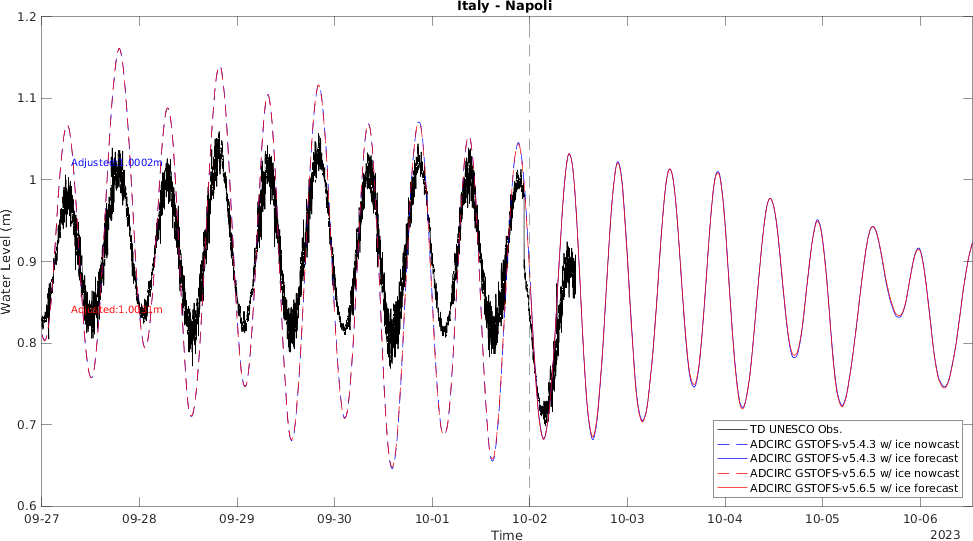 Italy - Napoli
1.2
1.1
1
0.9
0.8
0.7
0.6
Water Level (m)
Adjusted
.0002m
Adjusted:1.0001m
09-27
09-28
09-29
09-30
10-01
10-02
10-03
10-04
10-05
10-06
Time
2023
TD UNESCO Obs.
ADCIRC GSTOFS-v5.4.3 w/ ice nowcast
ADCIRC GSTOFS-v5.4.3 w/ ice forecast
ADCIRC GSTOFS-v5.6.5 w/ ice nowcast
ADCIRC GSTOFS-v5.6.5 w/ ice forecast